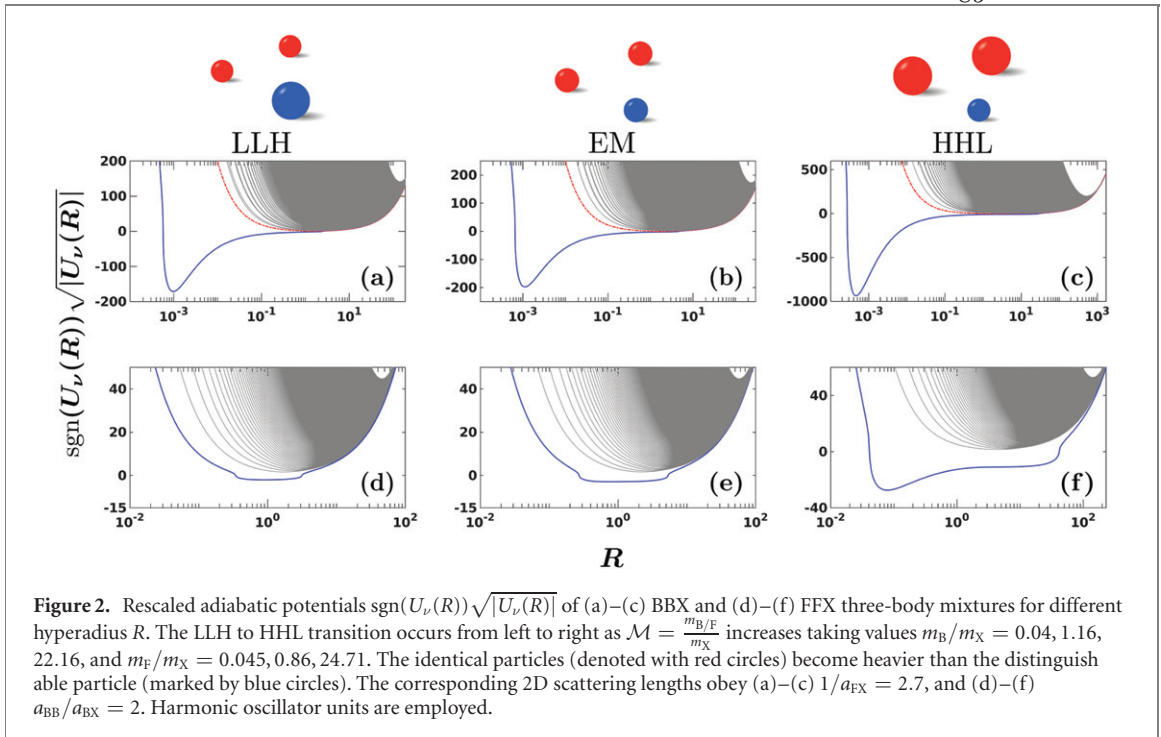 LLH EM HHL
sgn(U_ν(R))√|U_ν(R)|
200
100
0
-100
-200
10^-3 10^-1 10^1
(a)
200
100
0
-100
-200
10^-3 10^-1 10^1
(b)
500
0
-500
-1000
10^-3 10^-1 10^1 10^3
(c)
40
20
0
-15
10^-2 10^0 10^2
(d)
40
20
0
-15
10^-2 10^0 10^2
(e)
60
40
0
-40
10^-2 10^0 10^2
(f)
R
Figure 2. Rescaled adiabatic potentials sgn(U_ν(R))√|U_ν(R)| of (a)–(c) BBX and (d)–(f) FFX three-body mixtures for different
hyperadius R. The LLH to HHL transition occurs from left to right as ℳ = m_B/F / m_X increases taking values m_B/m_X = 0.04, 1.16,
22.16, and m_F/m_X = 0.045, 0.86, 24.71. The identical particles (denoted with red circles) become heavier than the distinguish
able particle (marked by blue circles). The corresponding 2D scattering lengths obey (a)–(c) 1/a_FX = 2.7, and (d)–(f)
a_BB/a_BX = 2. Harmonic oscillator units are employed.